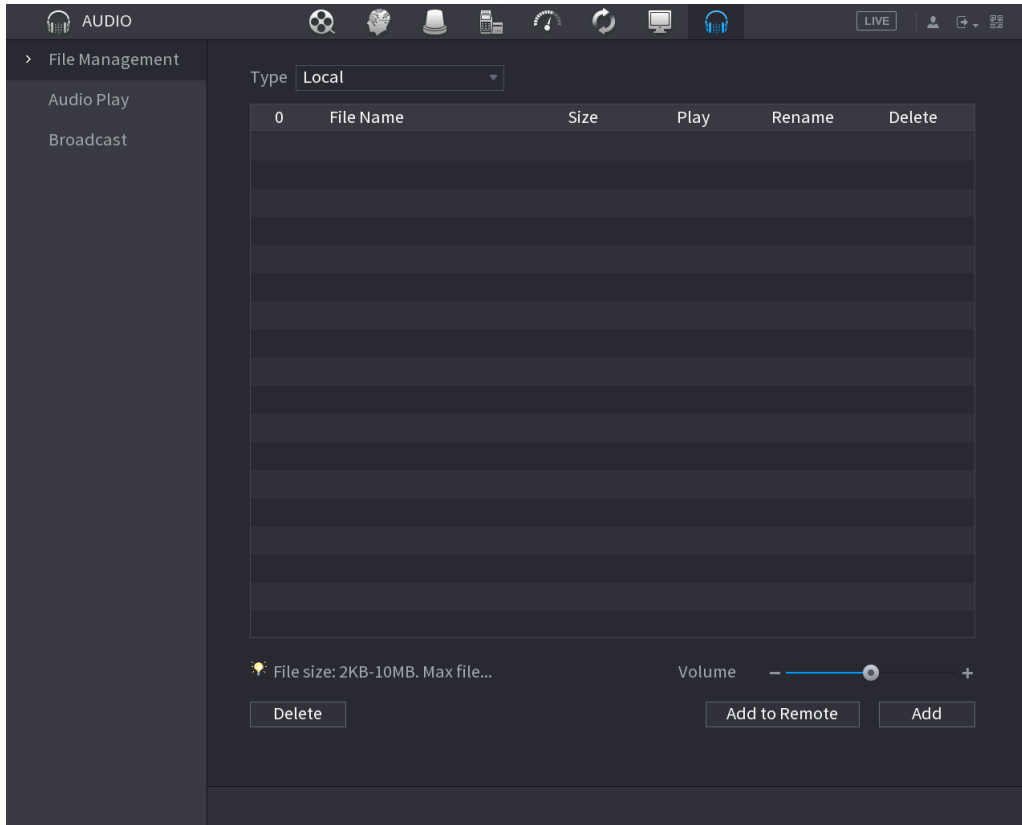 AUDIO
LIVE
File Management
Audio Play
Broadcast
Type Local
0 File Name Size Play Rename Delete
File size: 2KB-10MB. Max file...
Volume
Delete Add to Remote Add